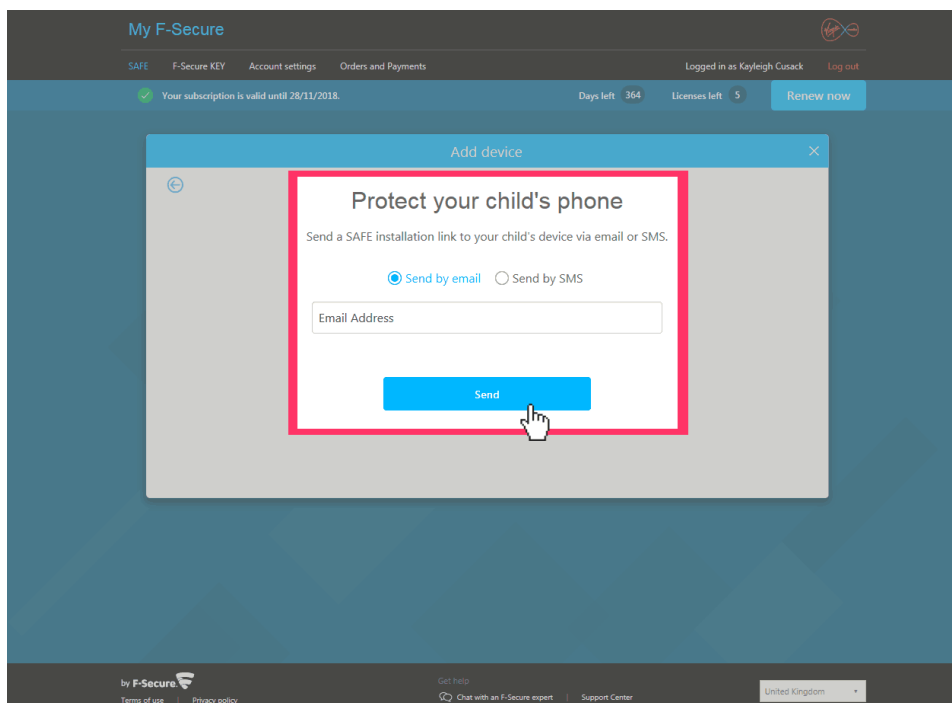 My F-Secure
Virgin media
SAFE F-Secure KEY Account settings Orders and Payments Logged in as Kayleigh Cusack Log out
Your subscription is valid until 28/11/2018. Days left 364 Licenses left 5 Renew now
Add device
Protect your child's phone
Send a SAFE installation link to your child's device via email or SMS.
Send by email Send by SMS
Email Address
Send
by F-Secure. Get help
Terms of use | Privacy policy Chat with an F-Secure expert | Support Center United Kingdom